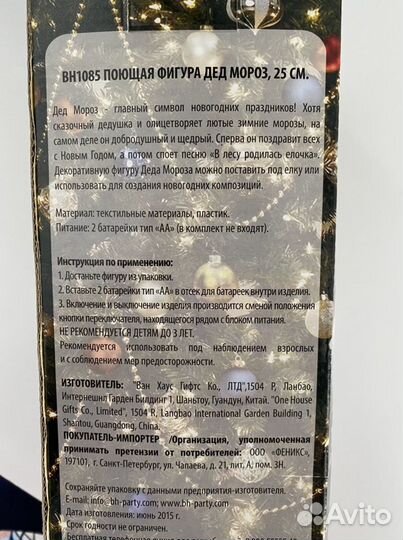 BH1085 ПОЮЩАЯ ФИГУРА ДЕД МОРОЗ, 25 СМ.
Дед Мороз - главный символ новогодних праздников! Хотя
сказочный дедушка и олицетворяет лютые зимние морозы, на
самом деле он добродушный и щедрый. Сперва он поздравит всех
с Новым Годом, а потом споет песню «В лесу родилась елочка».
Декоративную фигуру Деда Мороза можно поставить под елку или
использовать для создания новогодних композиций.
Материал: текстильные материалы, пластик.
Питание: 2 батарейки тип «АА» (в комплект не входят).
Инструкция по применению:
1. Достаньте фигуру из упаковки.
2. Вставьте 2 батарейки тип «АА» в отсек для батареек внутри изделия.
3. Включение и выключение изделия производится сменой положения
кнопки переключателя, находящегося рядом с блоком питания.
НЕ РЕКОМЕНДУЕТСЯ ДЕТЯМ ДО 3 ЛЕТ.
Рекомендуется использовать под наблюдением взрослых
и с соблюдением мер предосторожности.
ИЗГОТОВИТЕЛЬ: "Ван Хаус Гифтс Ко., ЛТД",1504 Р, Ланбао,
Интернешнл Гарден Билдинг 1, Шаньтоу, Гуандун, Китай. "One House
Gifts Co., Limited", 1504 R, Langbao International Garden Building 1,
Shantou, Guangdong, China.
ПОКУПАТЕЛЬ-ИМПОРТЕР /Организация, уполномоченная
принимать претензии от потребителей: ООО «ФЕНИКС»,
197101, г. Санкт-Петербург, ул. Чапаева, д. 21, лит. А, пом. 3Н.
Сохраняйте упаковку с данными предприятия-изготовителя.
E-mail: info@bh-party.com, www.bh-party.com
Дата изготовления: июнь 2015 г.
Срок годности не ограничен.
Avito